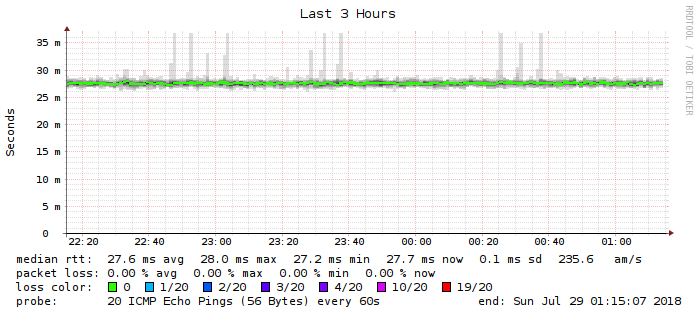 Last 3 Hours
RRDTOOL / TOBI OETIKER
Seconds
35 m
30 m
25 m
20 m
15 m
10 m
5 m
0
22:20 22:40 23:00 23:20 23:40 00:00 00:20 00:40 01:00
median rtt: 27.6 ms avg 28.0 ms max 27.2 ms min 27.7 ms now 0.1 ms sd 235.6 am/s
packet loss: 0.00 % avg 0.00 % max 0.00 % min 0.00 % now
loss color: 0 1/20 2/20 3/20 4/20 10/20 19/20
probe: 20 ICMP Echo Pings (56 Bytes) every 60s end: Sun Jul 29 01:15:07 2018